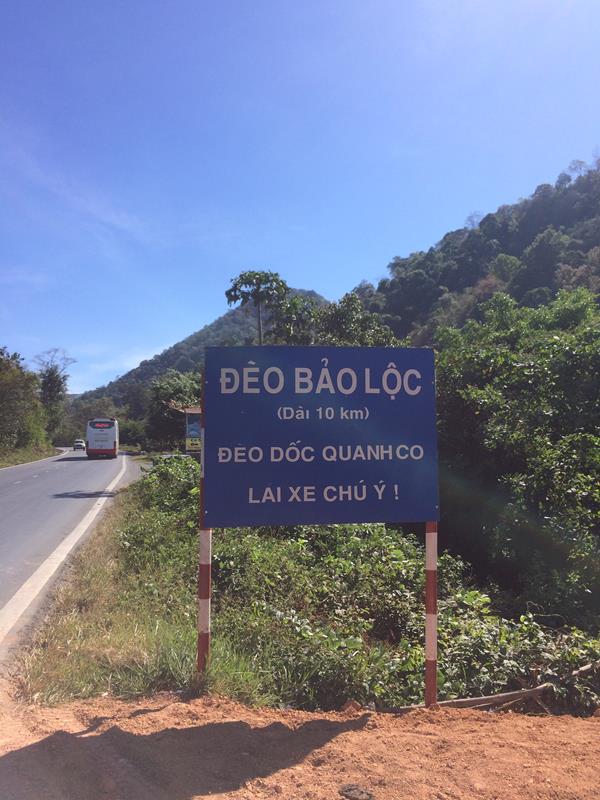 ĐÈO BẢO LỘC
(Dài 10 km)
ĐÈO DỐC QUANH CO
LÁI XE CHÚ Ý !